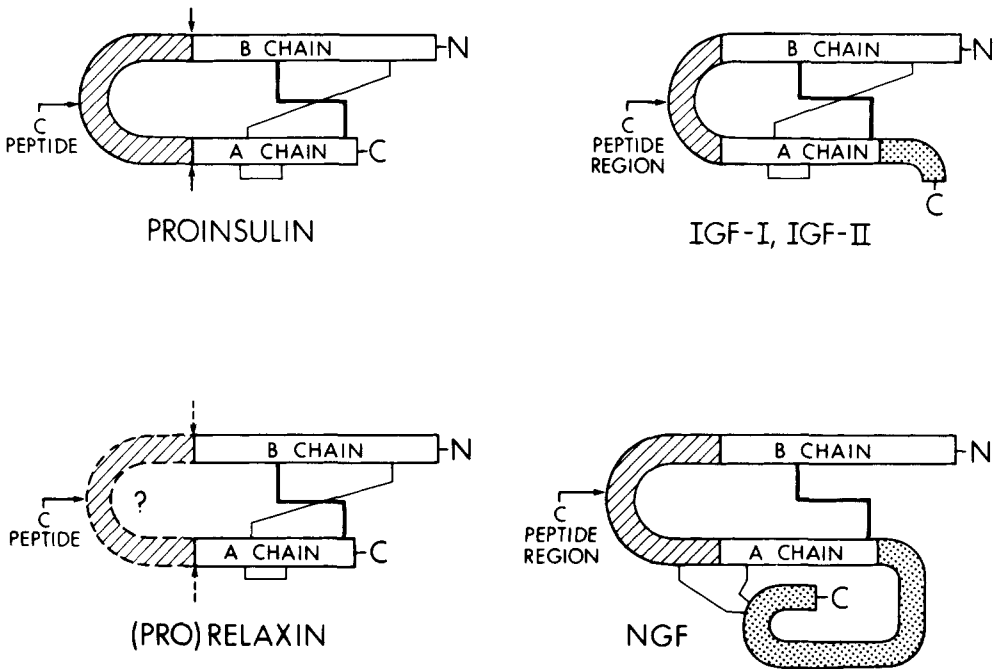 B CHAIN
N
C
PEPTIDE
A CHAIN
C
PROINSULIN
B CHAIN
N
C
PEPTIDE
REGION
A CHAIN
C
IGF-I, IGF-II
B CHAIN
N
?
C
PEPTIDE
A CHAIN
C
(PRO) RELAXIN
B CHAIN
N
C
PEPTIDE
REGION
A CHAIN
C
NGF